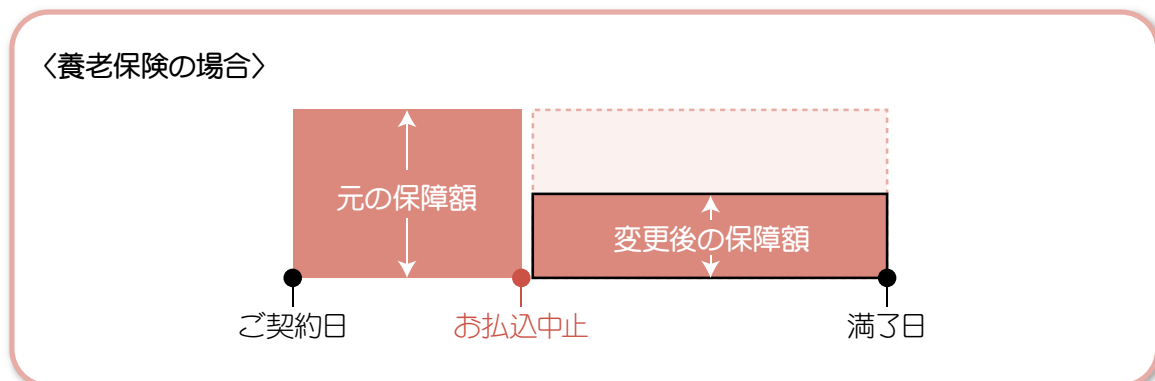 〈養老保険の場合〉
元の保障額
変更後の保障額
ご契約日
お払込中止
満了日